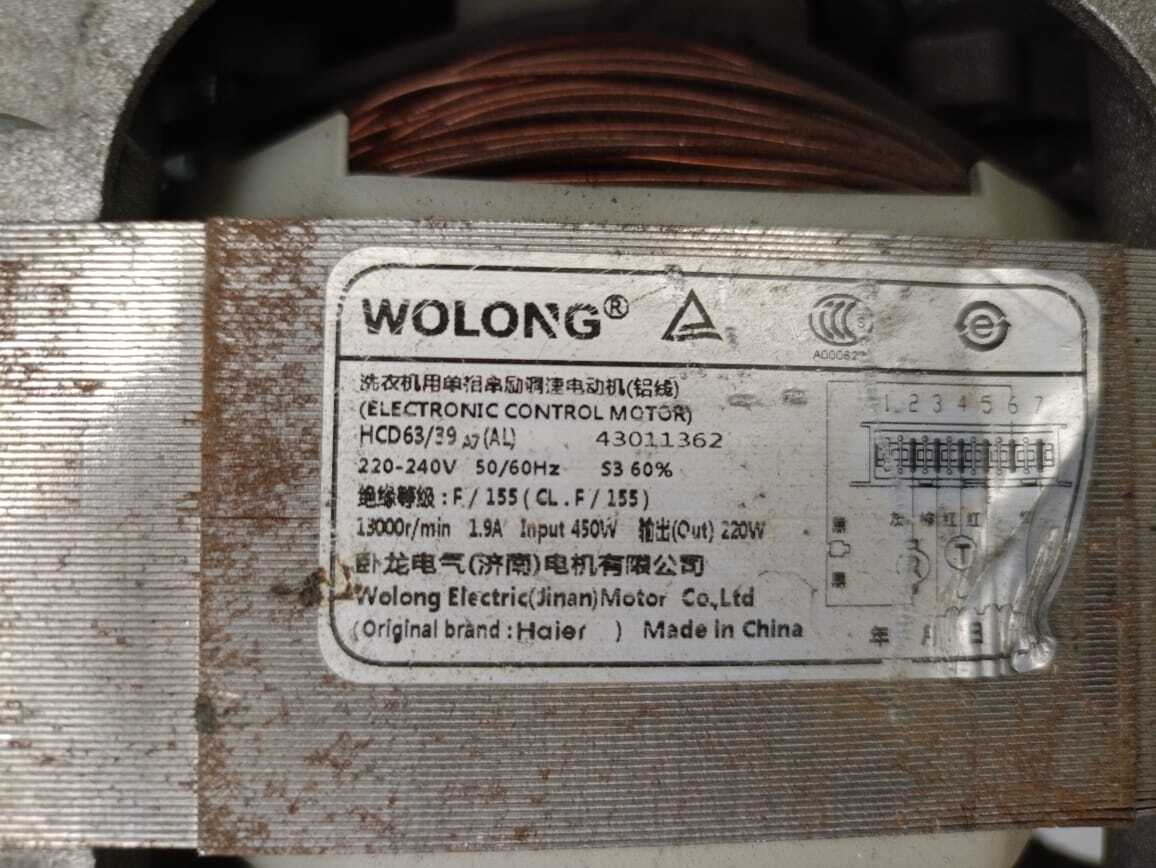 WOLONG®
A000627
洗衣机用单相串励调速电动机(铝线)
(ELECTRONIC CONTROL MOTOR)
HCD63/39 (AL) 43011362
220-240V 50/60Hz S3 60%
绝缘等级:F/155(CL.F/155)
13000r/min 1.9A Input 450W 输出(Out) 220W
卧龙电气(济南)电机有限公司
Wolong Electric(Jinan)Motor Co.,Ltd
(Original brand:Haier ) Made in China
1 2 3 4 5 6 7
黑 红 红
T
黑
年 月 日